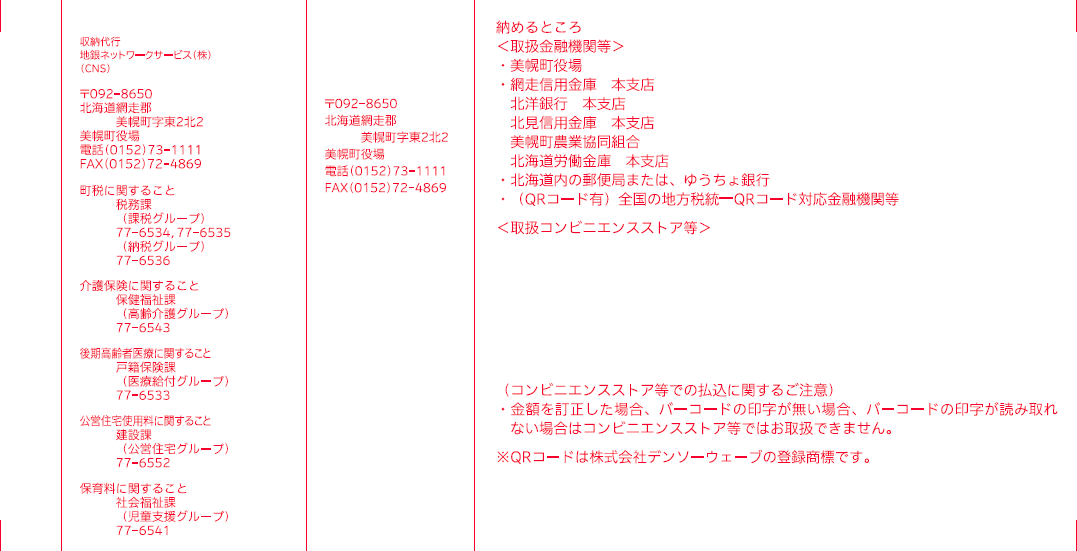 収納代行
地銀ネットワークサービス(株)
(CNS)
〒092-8650
北海道網走郡
美幌町字東2北2
美幌町役場
電話(0152)73-1111
FAX(0152)72-4869
町税に関すること
税務課
(課税グループ)
77-6534,77-6535
(納税グループ)
77-6536
介護保険に関すること
保健福祉課
(高齢介護グループ)
77-6543
後期高齢者医療に関すること
戸籍保険課
(医療給付グループ)
77-6533
公営住宅使用料に関すること
建設課
(公営住宅グループ)
77-6552
保育料に関すること
社会福祉課
(児童支援グループ)
77-6541
〒092-8650
北海道網走郡
美幌町字東2北2
美幌町役場
電話(0152)73-1111
FAX(0152)72-4869
納めるところ
<取扱金融機関等>
・美幌町役場
・網走信用金庫 本支店
北洋銀行 本支店
北見信用金庫 本支店
美幌町農業協同組合
北海道労働金庫 本支店
・北海道内の郵便局または、ゆうちょ銀行
・(QRコード有)全国の地方税統一QRコード対応金融機関等
<取扱コンビニエンスストア等>
(コンビニエンスストア等での払込に関するご注意)
・金額を訂正した場合、バーコードの印字が無い場合、バーコードの印字が読み取れ
ない場合はコンビニエンスストア等ではお取扱できません。
※QRコードは株式会社デンソーウェーブの登録商標です。